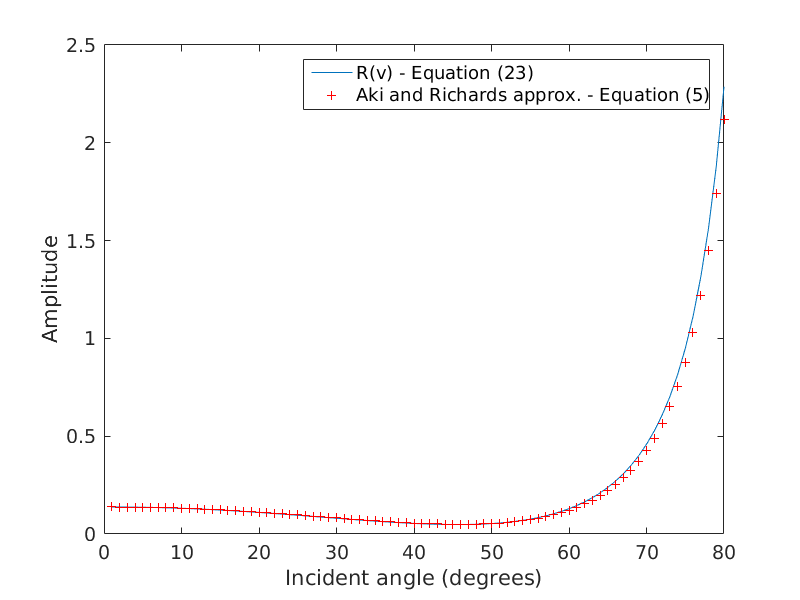 2.5
R(v) - Equation (23)
Aki and Richards approx. - Equation (5)
2
1.5
Amplitude
1
0.5
0
0 10 20 30 40 50 60 70 80
Incident angle (degrees)